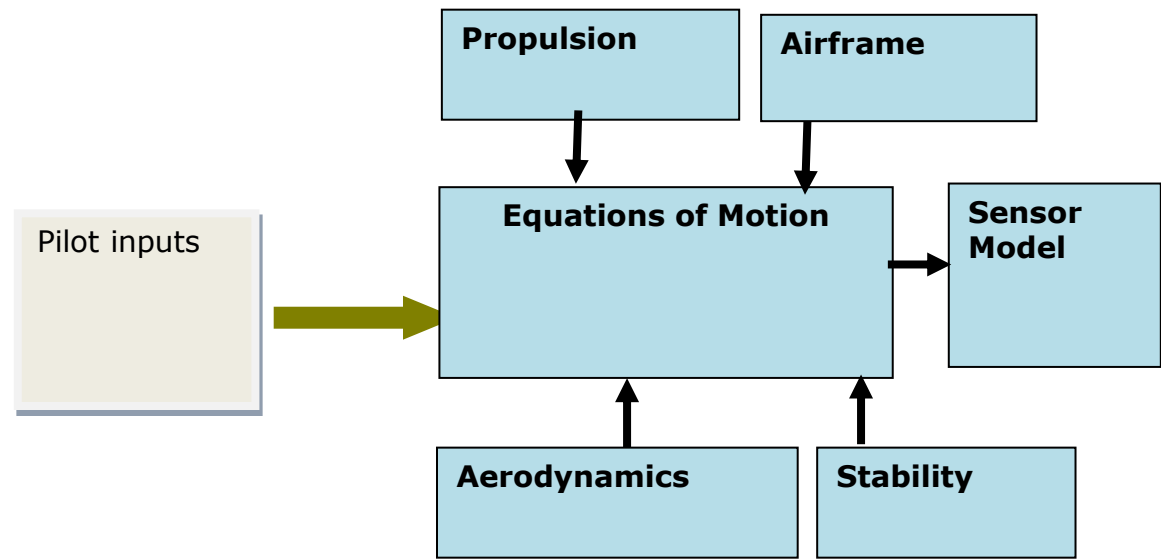 Propulsion
Airframe
Pilot inputs
Equations of Motion
Sensor
Model
Aerodynamics
Stability